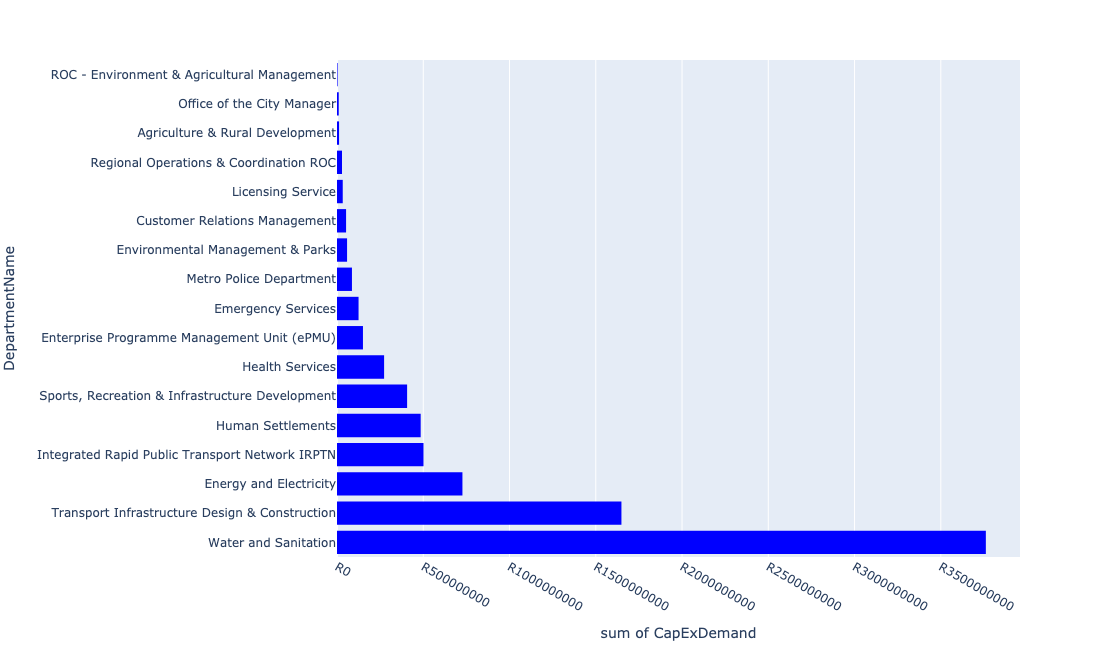 ROC - Environment & Agricultural Management
Office of the City Manager
Agriculture & Rural Development
Regional Operations & Coordination ROC
Licensing Service
Customer Relations Management
Environmental Management & Parks
Metro Police Department
Emergency Services
Enterprise Programme Management Unit (ePMU)
Health Services
Sports, Recreation & Infrastructure Development
Human Settlements
Integrated Rapid Public Transport Network IRPTN
Energy and Electricity
Transport Infrastructure Design & Construction
Water and Sanitation
DepartmentName
R0
R500000000
R1000000000
R1500000000
R2000000000
R2500000000
R3000000000
R3500000000
sum of CapExDemand